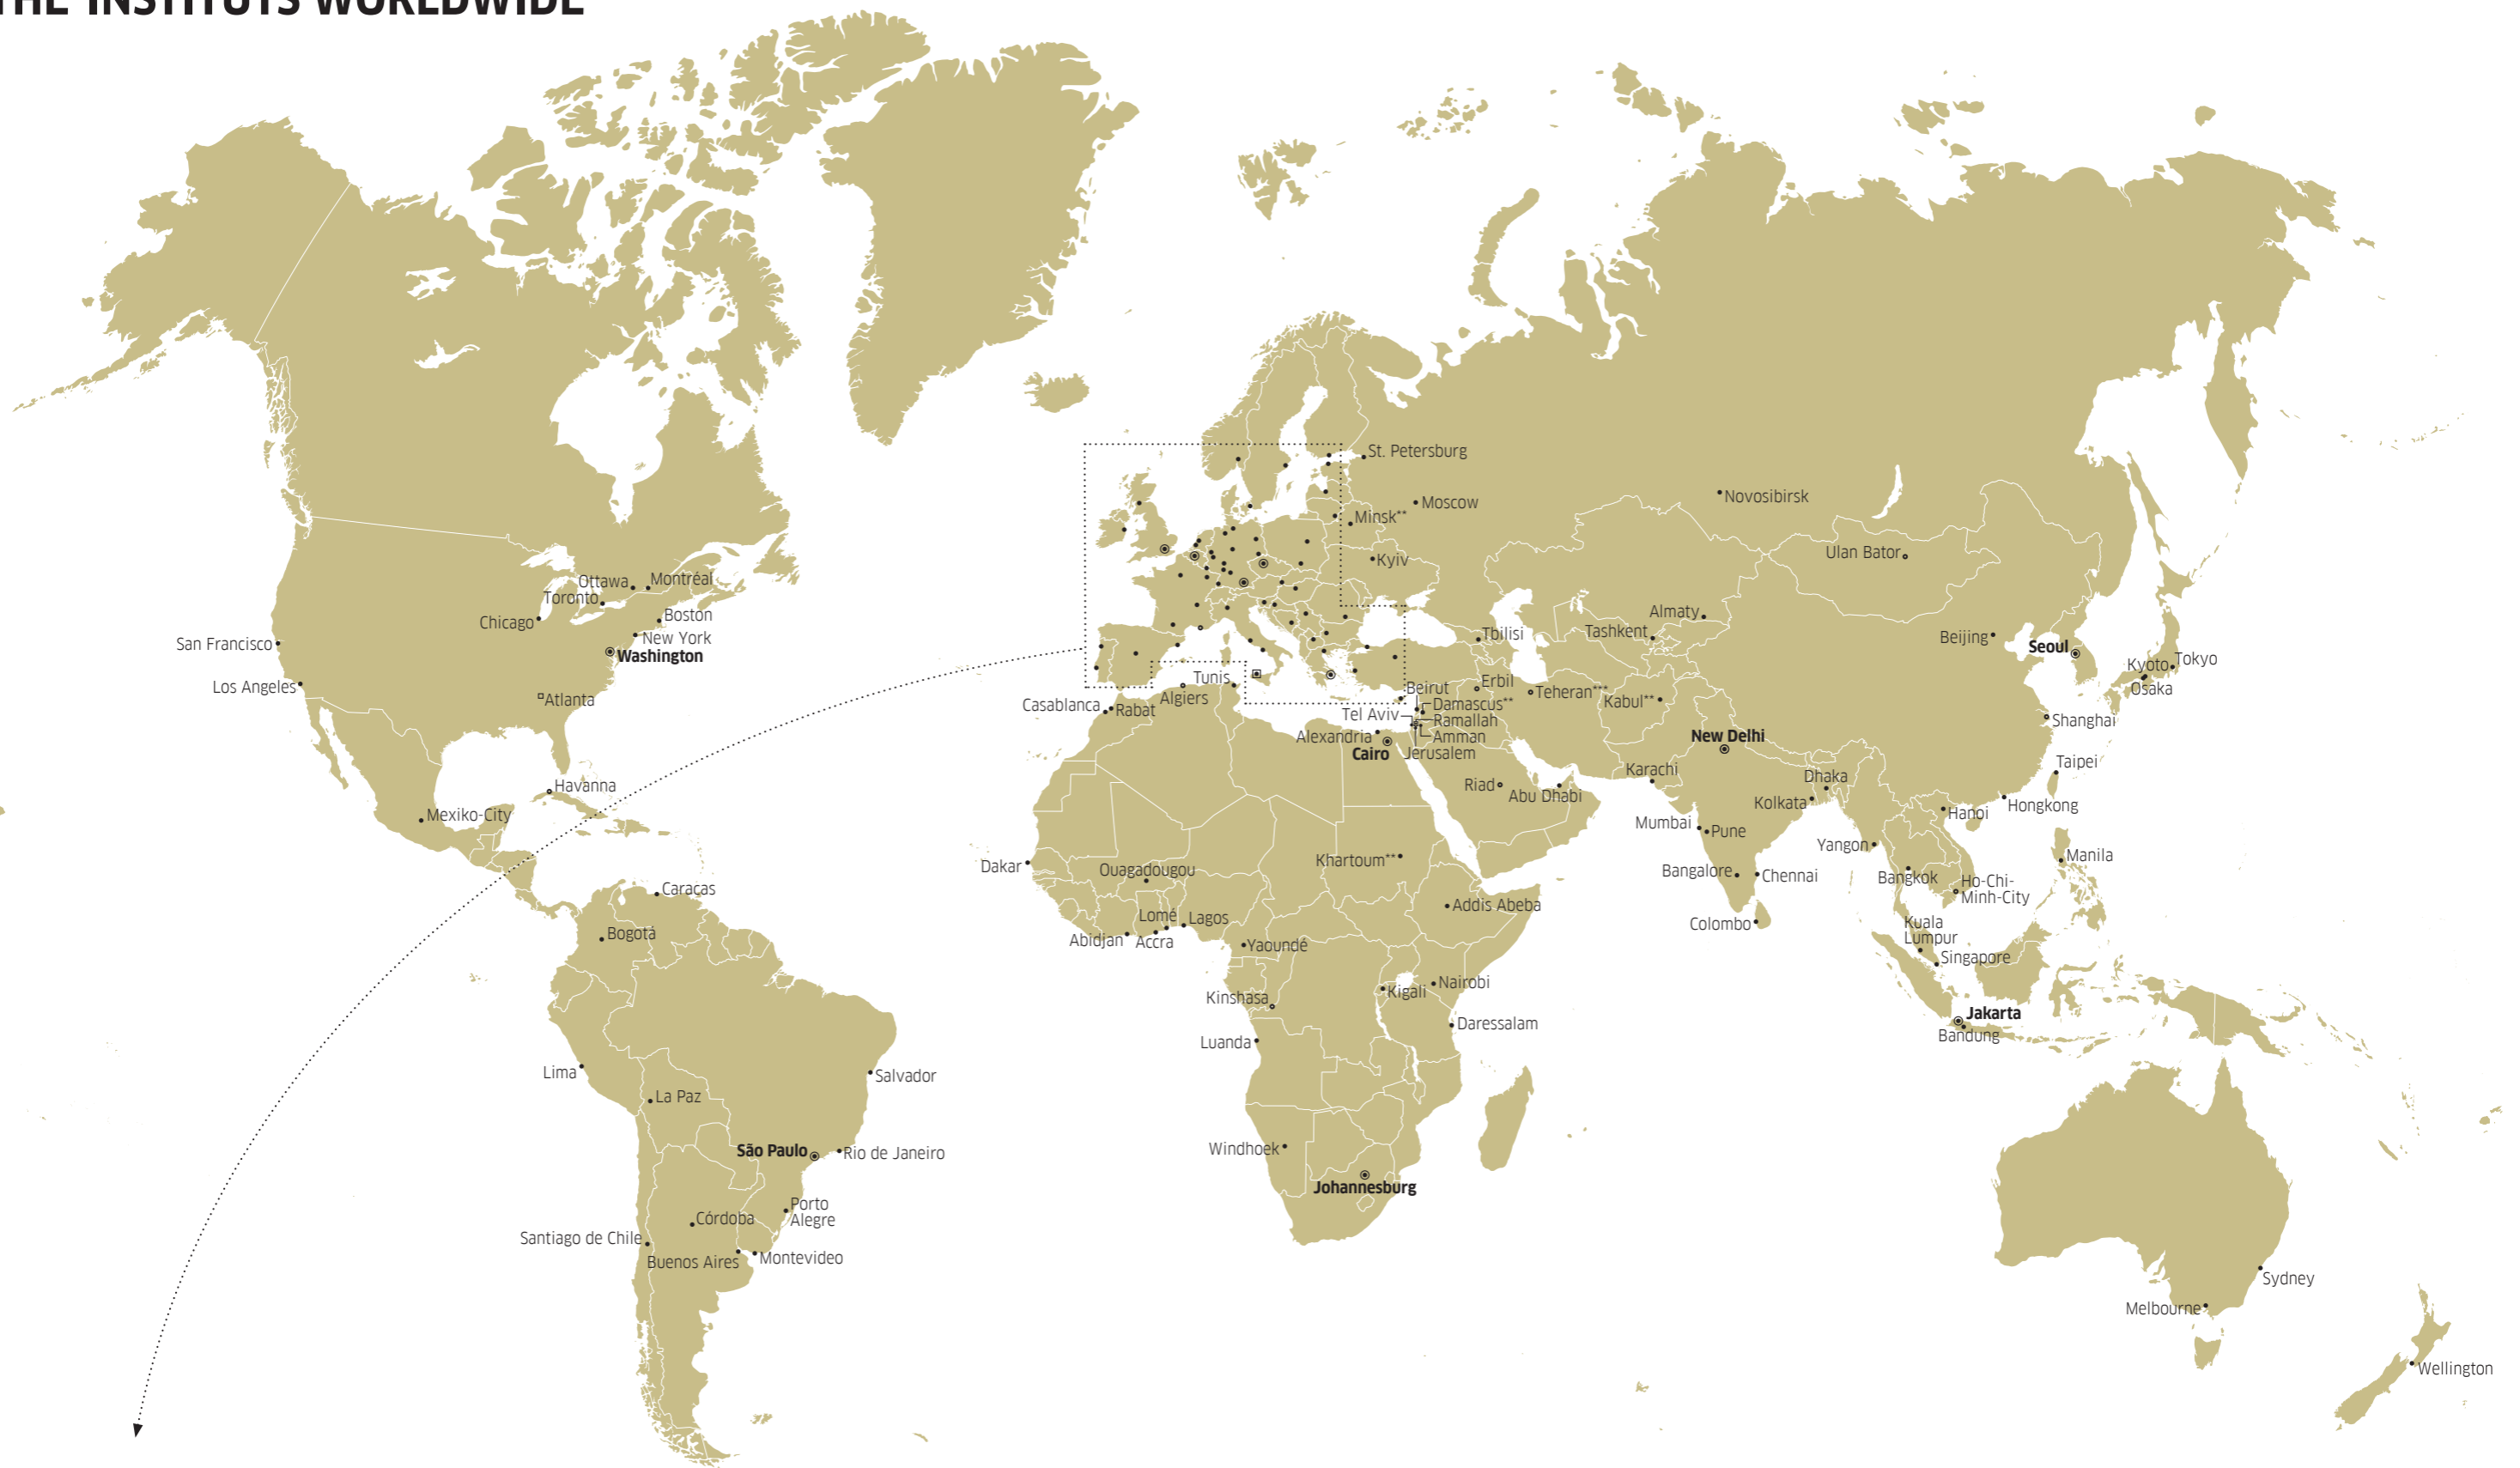 THE-INSTITUTS WORLDWIDE
St. Petersburg
Moscow
Novosibirsk
Minsk**
Kyiv
Ulan Bator
Ottawa
Montréal
Toronto
Chicago
Boston
New York
Washington
San Francisco
Los Angeles
Atlanta
Almaty
Tashkent
Tbilisi
Beijing
Seoul
Kyoto
Tokyo
Osaka
Shanghai
Tunis
Algiers
Casablanca
Rabat
Beirut
Erbil
Teheran***
Kabul**
Damascus**
Tel Aviv
Ramallah
Amman
Jerusalem
Alexandria
Cairo
New Delhi
Taipei
Karachi
Dhaka
Riad
Abu Dhabi
Kolkata
Hongkong
Hanoi
Havanna
Mexiko-City
Mumbai
Pune
Yangon
Manila
Dakar
Ouagadougou
Khartoum**
Bangalore
Chennai
Bangkok
Ho-Chi-
Minh-City
Caracas
Bogotá
Lomé
Lagos
Abidjan
Accra
Addis Abeba
Colombo
Kuala
Lumpur
Singapore
Yaoundé
Nairobi
Kigali
Kinshasa
Jakarta
Bandung
Daressalam
Luanda
Lima
Salvador
La Paz
São Paulo
Rio de Janeiro
Windhoek
Johannesburg
Porto
Alegre
Córdoba
Santiago de Chile
Buenos Aires
Montevideo
Sydney
Melbourne
Wellington